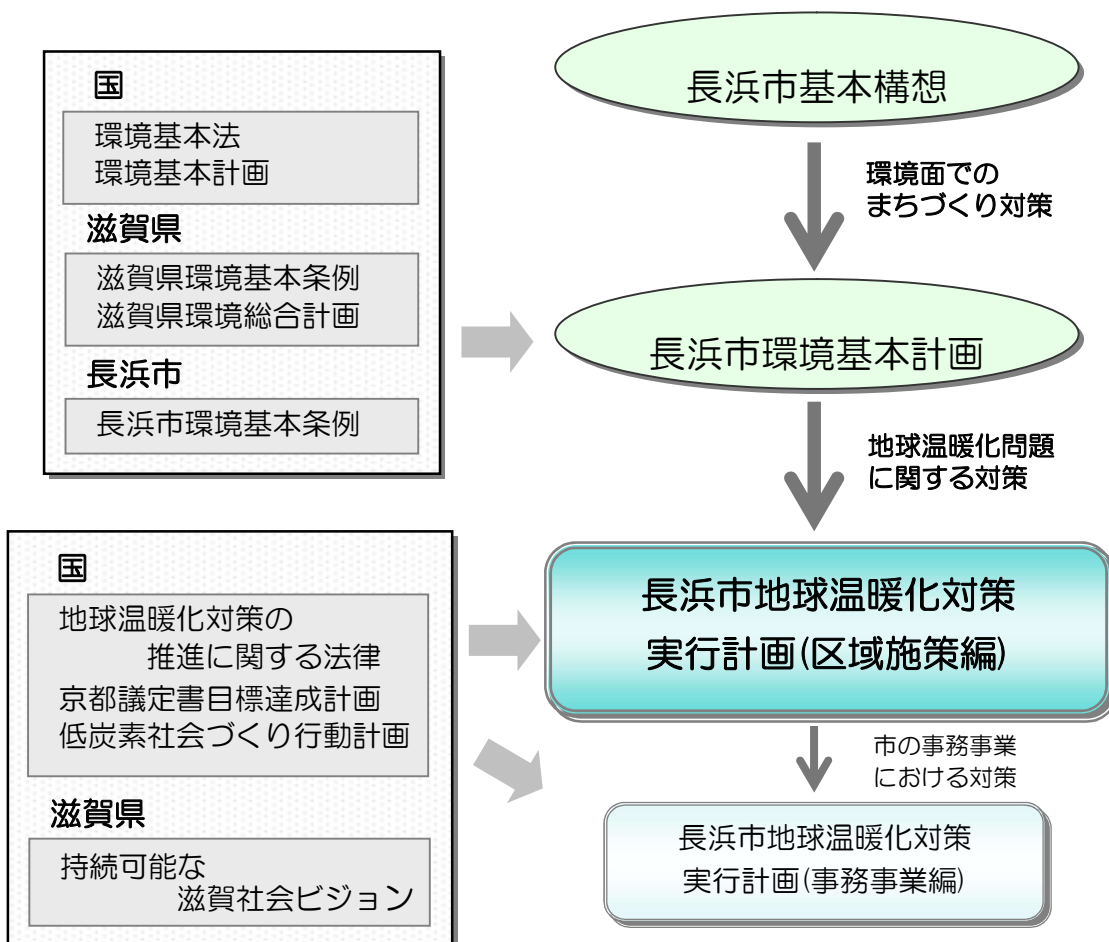 国
環境基本法
環境基本計画
滋賀県
滋賀県環境基本条例
滋賀県環境総合計画
長浜市
長浜市環境基本条例
長浜市基本構想
環境面での
まちづくり対策
長浜市環境基本計画
地球温暖化問題
に関する対策
国
地球温暖化対策の
推進に関する法律
京都議定書目標達成計画
低炭素社会づくり行動計画
滋賀県
持続可能な
滋賀社会ビジョン
長浜市地球温暖化対策
実行計画(区域施策編)
市の事務事業
における対策
長浜市地球温暖化対策
実行計画(事務事業編)